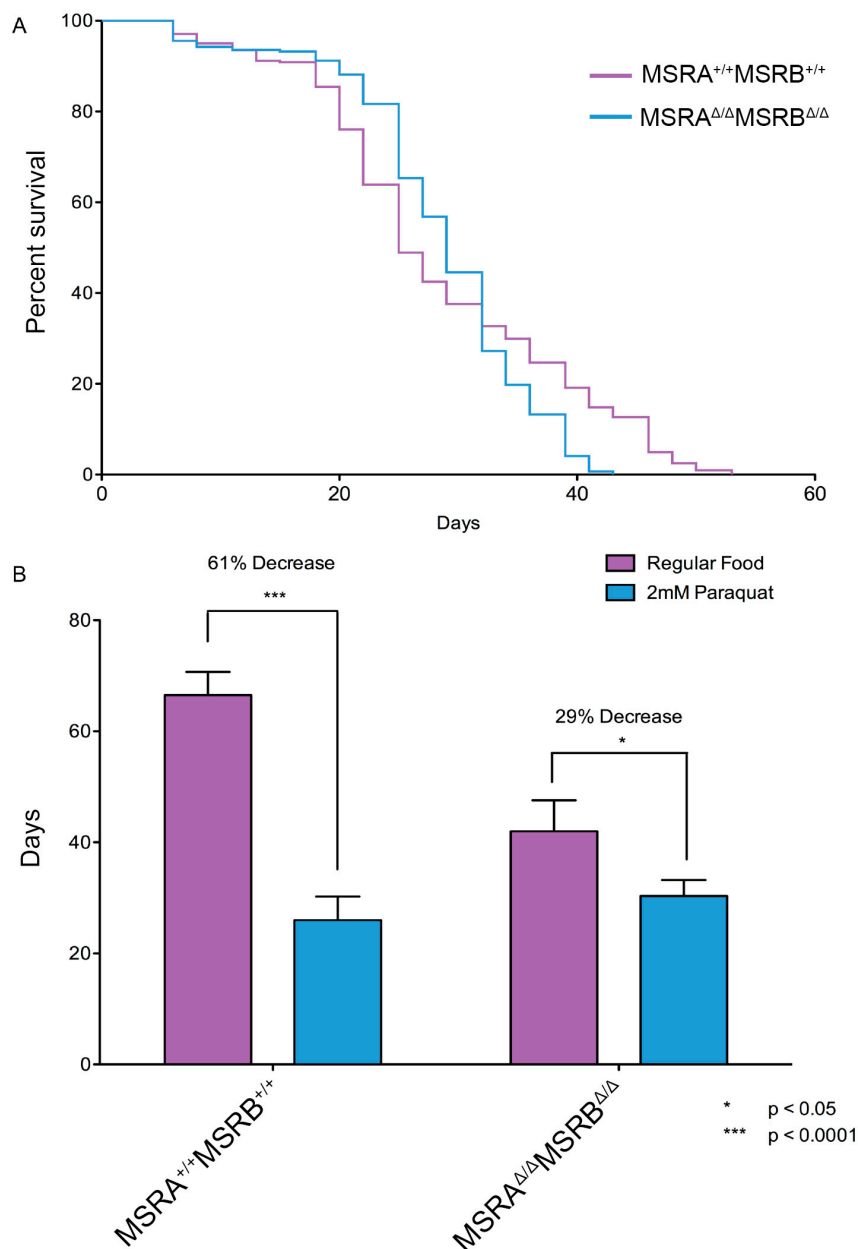 A
100
80
60
40
20
0
Percent survival
0
20
40
60
Days
MSRA+/+MSRB+/+
MSRAΔ/ΔMSRBΔ/Δ
B
61% Decrease
***
Regular Food
2mM Paraquat
29% Decrease
*
80
60
40
20
0
Days
MSRA+/+MSRB+/+
MSRAΔ/ΔMSRBΔ/Δ
* p < 0.05
*** p < 0.0001